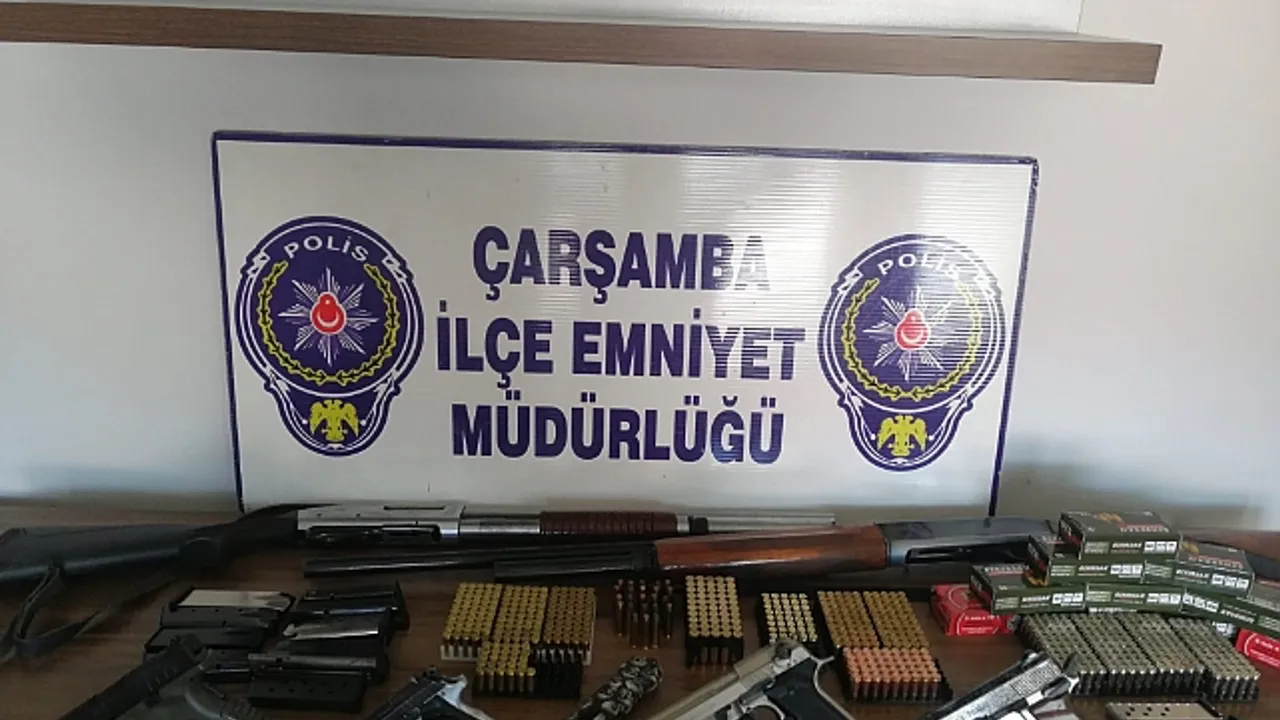 POLİS
ÇARŞAMBA
İLÇE EMNİYET
MÜDÜRLÜĞÜ
POLİS